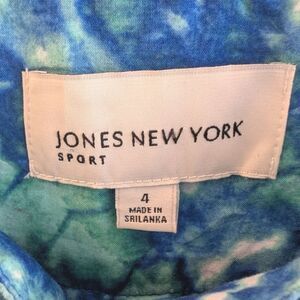 JONES NEW YORK
SPORT
4
MADE IN
SRILANKA